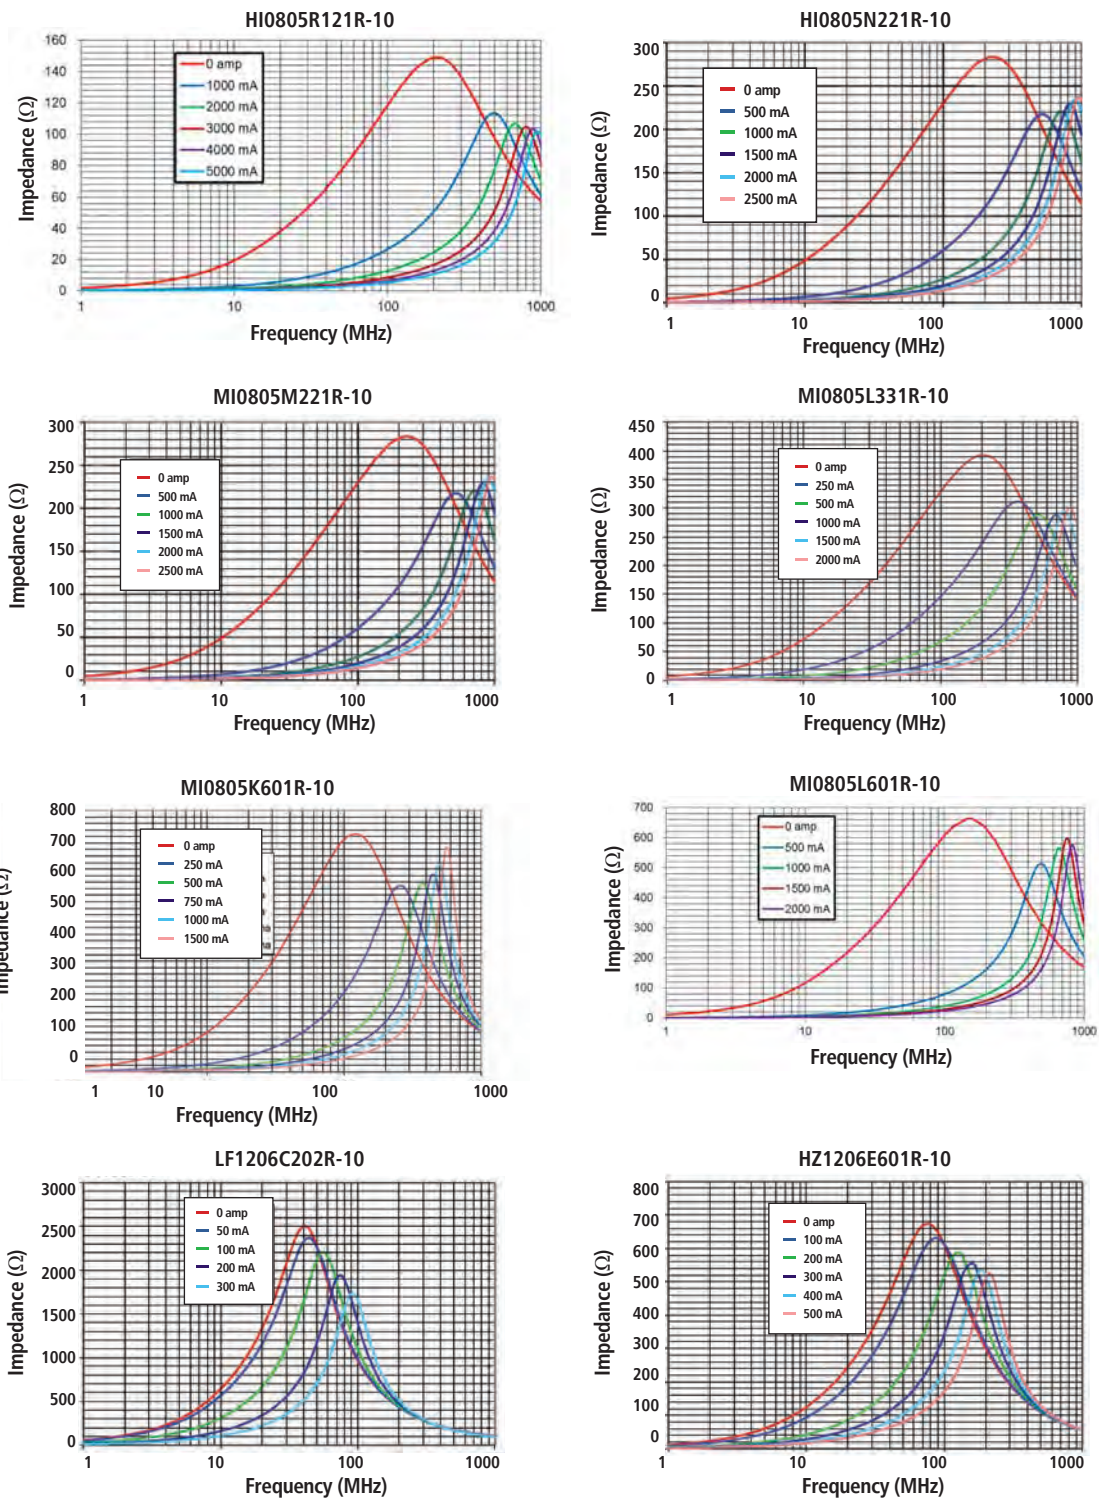 HI0805R121R-10
160
140
120
100
80
60
40
20
0
Impedance (Ω)
0 amp
1000 mA
2000 mA
3000 mA
4000 mA
5000 mA
1 10 100 1000
Frequency (MHz)
HI0805N221R-10
300
250
200
150
100
50
0
Impedance (Ω)
0 amp
500 mA
1000 mA
1500 mA
2000 mA
2500 mA
1 10 100 1000
Frequency (MHz)
MI0805M221R-10
300
250
200
150
100
50
0
Impedance (Ω)
0 amp
500 mA
1000 mA
1500 mA
2000 mA
2500 mA
1 10 100 1000
Frequency (MHz)
MI0805L331R-10
450
400
350
300
250
200
150
100
50
0
Impedance (Ω)
0 amp
250 mA
500 mA
1000 mA
1500 mA
2000 mA
1 10 100 1000
Frequency (MHz)
MI0805K601R-10
800
700
600
500
400
300
200
100
0
Impedance (Ω)
0 amp
250 mA
500 mA
750 mA
1000 mA
1500 mA
1 10 100 1000
Frequency (MHz)
MI0805L601R-10
700
600
500
400
300
200
100
0
Impedance (Ω)
0 amp
500 mA
1000 mA
1500 mA
2000 mA
1 10 100 1000
Frequency (MHz)
LF1206C202R-10
3000
2500
2000
1500
1000
500
0
Impedance (Ω)
0 amp
50 mA
100 mA
200 mA
300 mA
1 10 100 1000
Frequency (MHz)
HZ1206E601R-10
800
700
600
500
400
300
200
100
0
Impedance (Ω)
0 amp
100 mA
200 mA
300 mA
400 mA
500 mA
1 10 100 1000
Frequency (MHz)